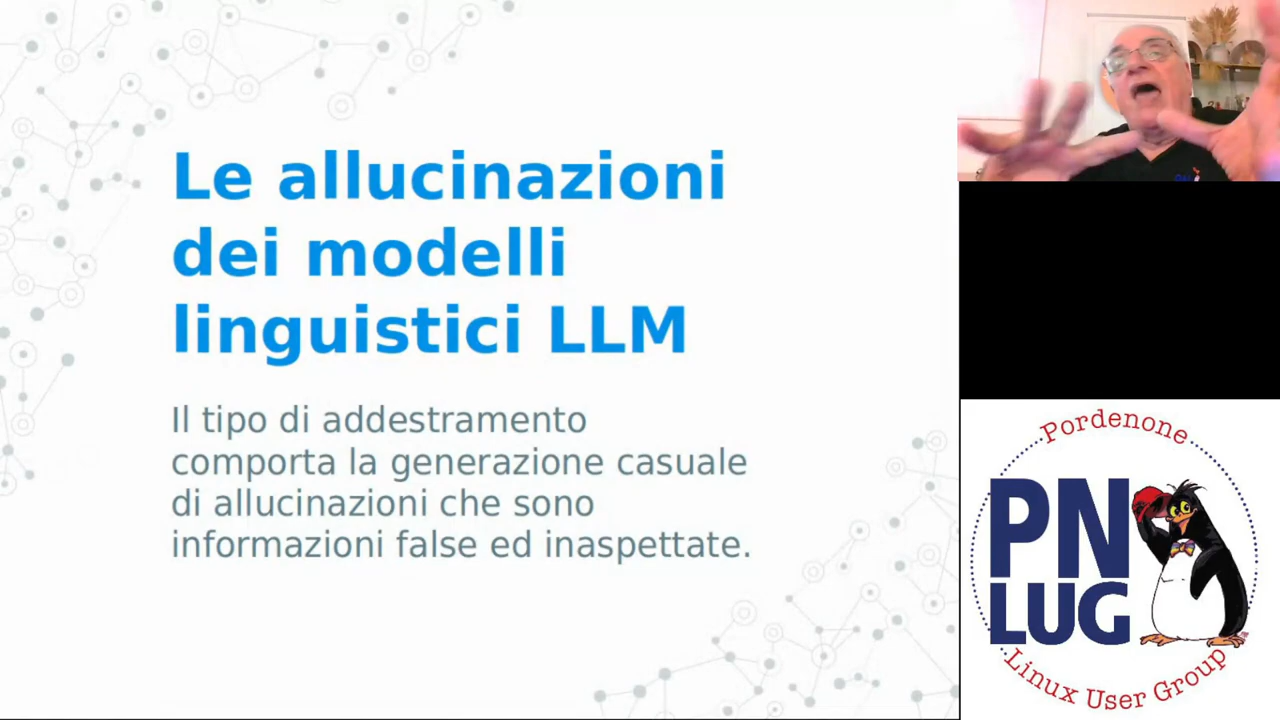 Le allucinazioni
dei modelli
linguistici LLM
Il tipo di addestramento
comporta la generazione casuale
di allucinazioni che sono
informazioni false ed inaspettate.
PN
Pordenone
PN
LUG
Linux User Group